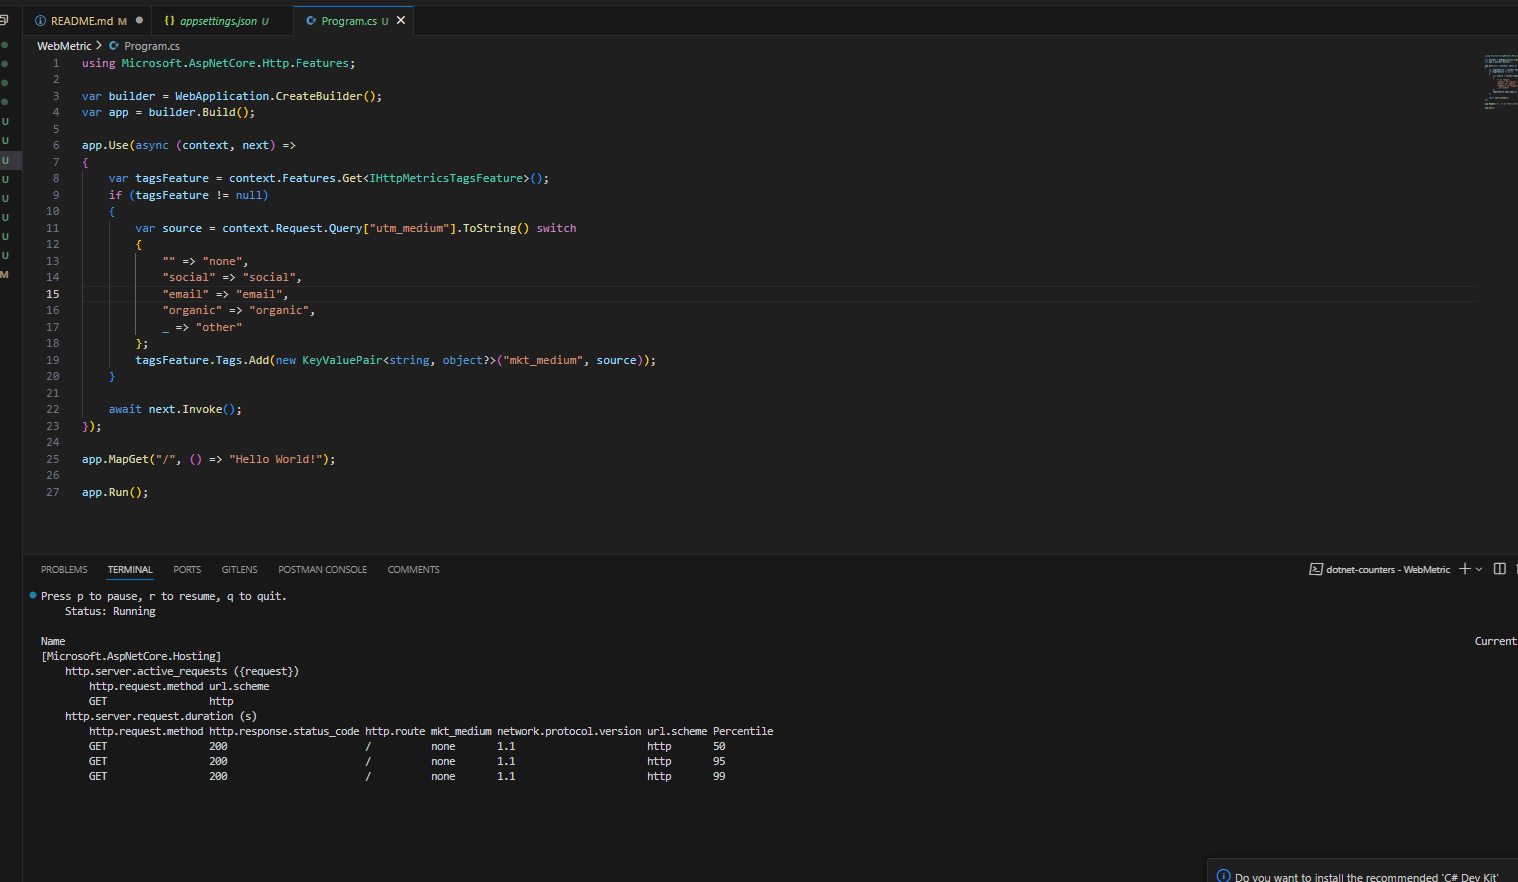 README.md M
appsettings.json U
Program.cs U
WebMetric > Program.cs
1 using Microsoft.AspNetCore.Http.Features;
2
3 var builder = WebApplication.CreateBuilder();
4 var app = builder.Build();
5
6 app.Use(async (context, next) =>
7 {
8 var tagsFeature = context.Features.Get<IHttpMetricsTagsFeature>();
9 if (tagsFeature != null)
10 {
11 var source = context.Request.Query["utm_medium"].ToString() switch
12 {
13 "" => "none",
14 "social" => "social",
15 "email" => "email",
16 "organic" => "organic",
17 _ => "other"
18 };
19 tagsFeature.Tags.Add(new KeyValuePair<string, object?>("mkt_medium", source));
20 }
21
22 await next.Invoke();
23 });
24
25 app.MapGet("/", () => "Hello World!");
26
27 app.Run();
U
U
U
U
U
U
U
U
M
PROBLEMS TERMINAL PORTS GITLENS POSTMAN CONSOLE COMMENTS
dotnet-counters - WebMetric
Press p to pause, r to resume, q to quit.
Status: Running
Name Current
[Microsoft.AspNetCore.Hosting]
http.server.active_requests ({request})
http.request.method url.scheme
GET http
http.server.request.duration (s)
http.request.method http.response.status_code http.route mkt_medium network.protocol.version url.scheme Percentile
GET 200 / none 1.1 http 50
GET 200 / none 1.1 http 95
GET 200 / none 1.1 http 99
Do you want to install the recommended 'C# Dev Kit'